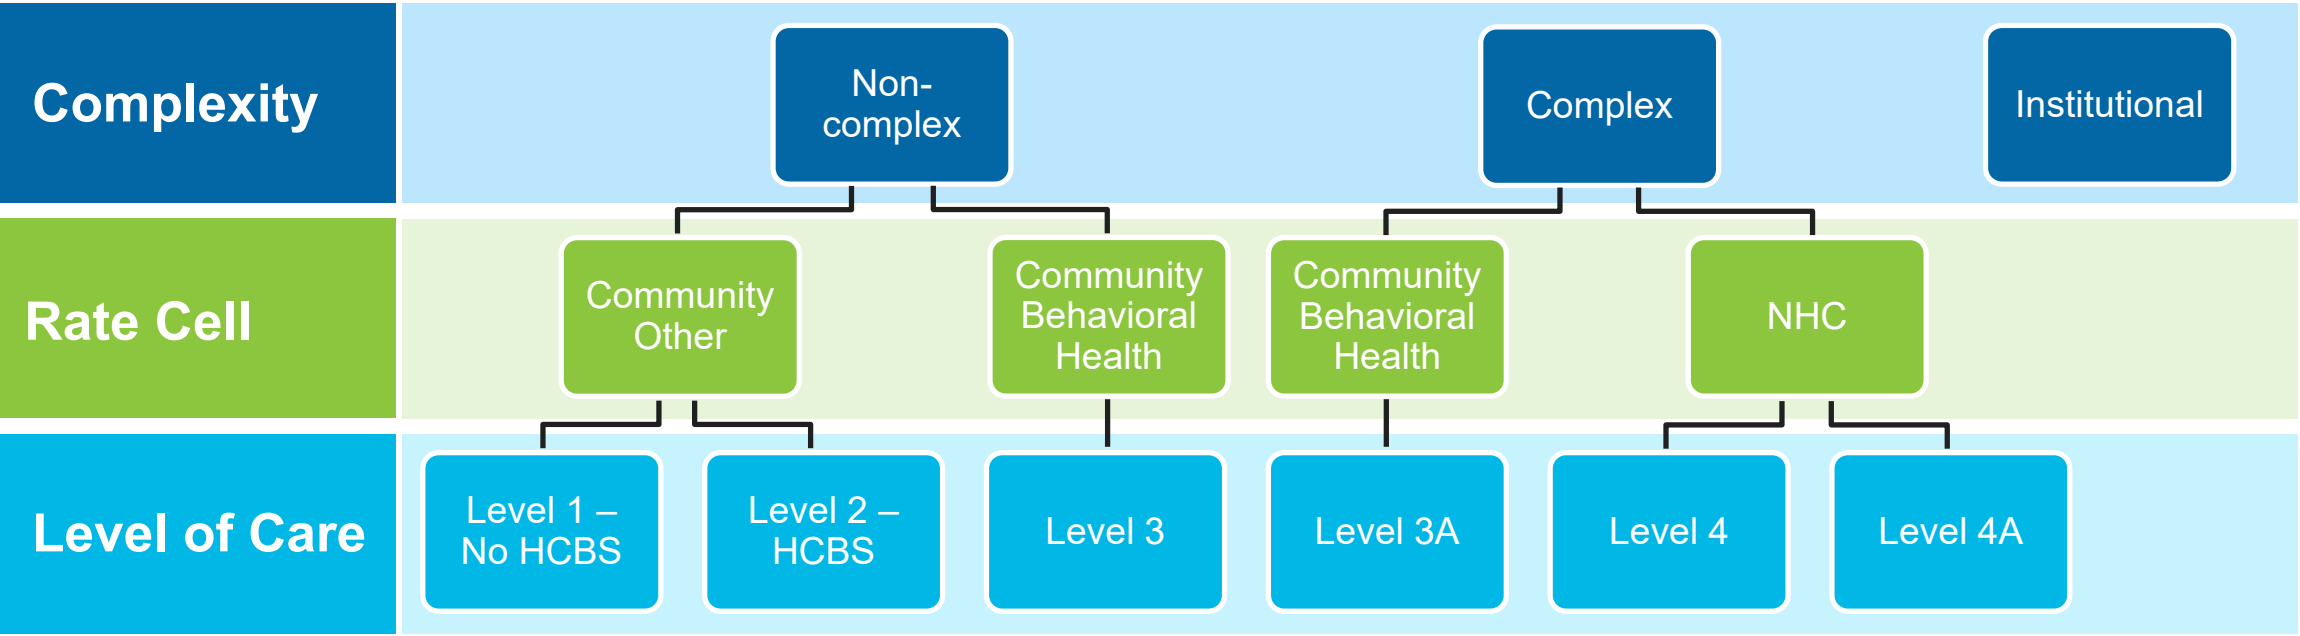 Complexity
Non-
complex
Complex
Institutional
Rate Cell
Community
Other
Community
Behavioral
Health
Community
Behavioral
Health
NHC
Level of Care
Level 1 –
No HCBS
Level 2 –
HCBS
Level 3
Level 3A
Level 4
Level 4A